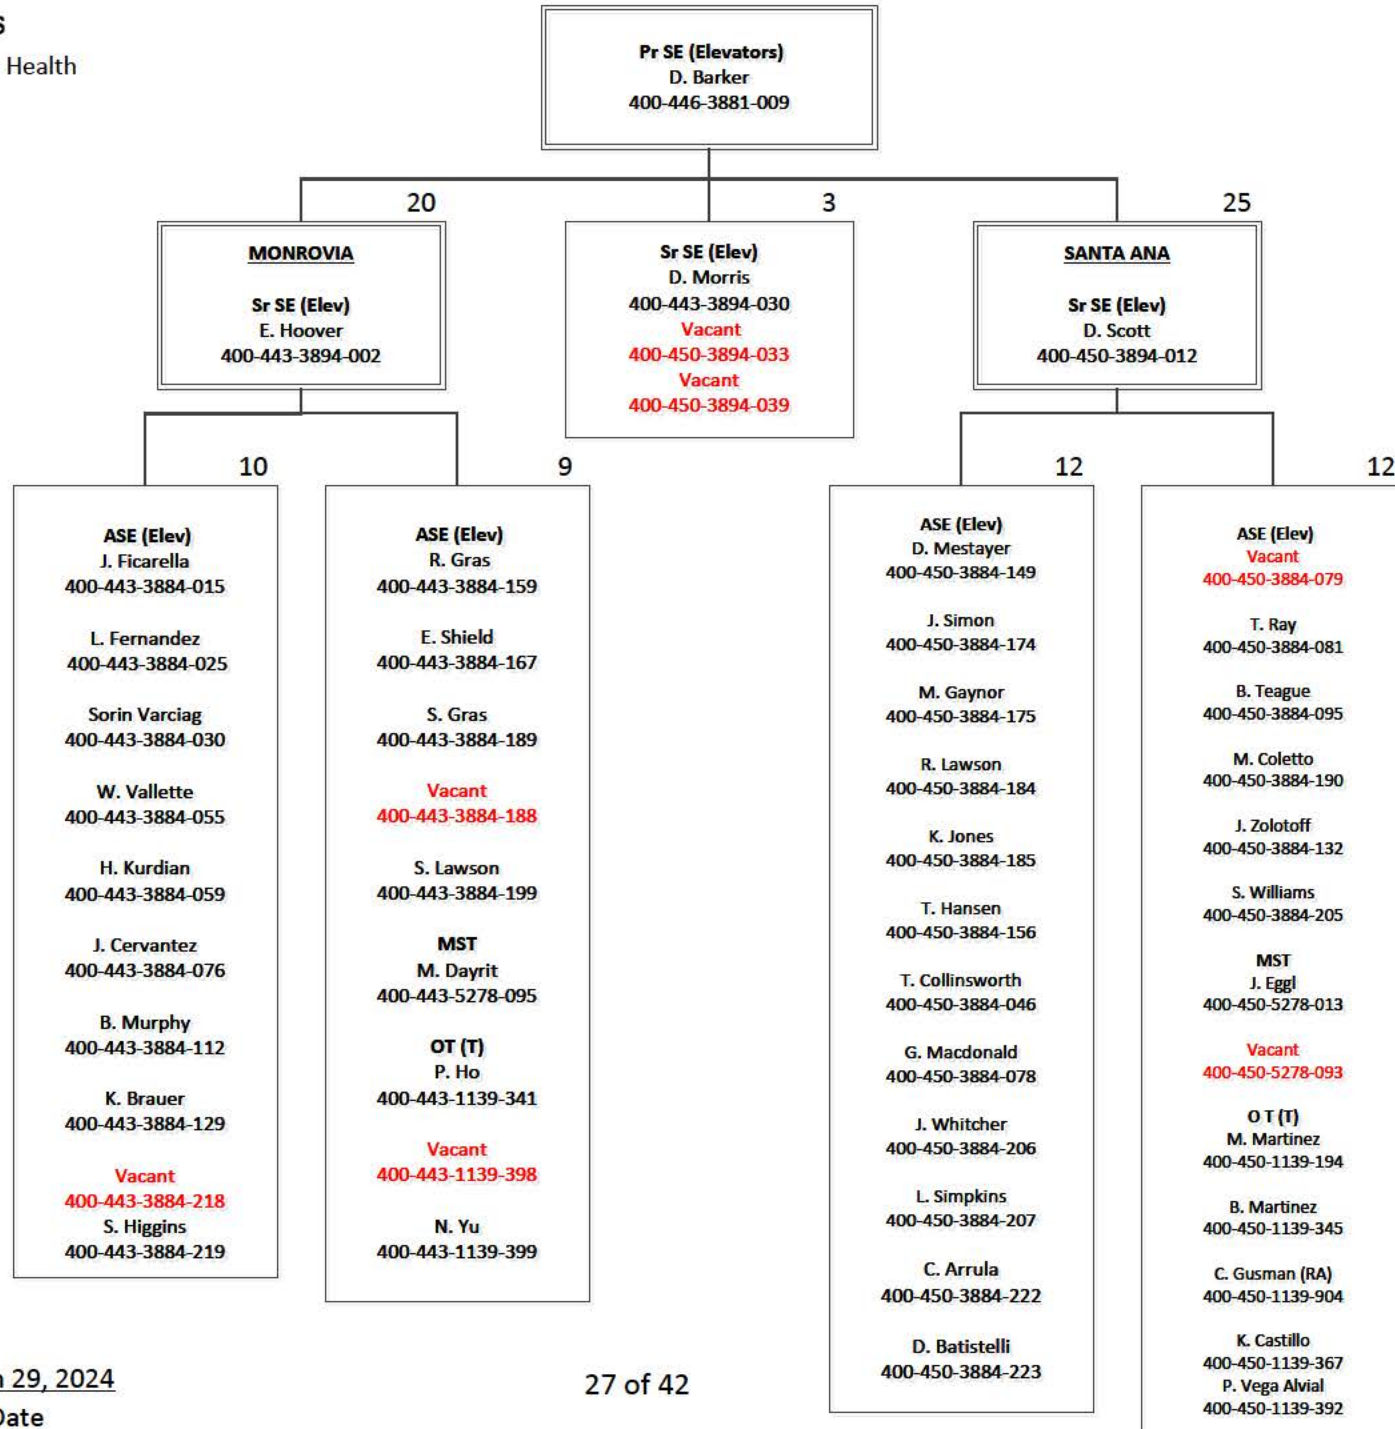 Health
Pr SE (Elevators)
D. Barker
400-446-3881-009
20
3
25
MONROVIA
Sr SE (Elev)
E. Hoover
400-443-3894-002
Sr SE (Elev)
D. Morris
400-443-3894-030
Vacant
400-450-3894-033
Vacant
400-450-3894-039
SANTA ANA
Sr SE (Elev)
D. Scott
400-450-3894-012
10
9
12
12
ASE (Elev)
J. Ficarella
400-443-3884-015
L. Fernandez
400-443-3884-025
Sorin Varciag
400-443-3884-030
W. Vallette
400-443-3884-055
H. Kurdian
400-443-3884-059
J. Cervantez
400-443-3884-076
B. Murphy
400-443-3884-112
K. Brauer
400-443-3884-129
Vacant
400-443-3884-218
S. Higgins
400-443-3884-219
ASE (Elev)
R. Gras
400-443-3884-159
E. Shield
400-443-3884-167
S. Gras
400-443-3884-189
Vacant
400-443-3884-188
S. Lawson
400-443-3884-199
MST
M. Dayrit
400-443-5278-095
OT (T)
P. Ho
400-443-1139-341
Vacant
400-443-1139-398
N. Yu
400-443-1139-399
ASE (Elev)
D. Mestayer
400-450-3884-149
J. Simon
400-450-3884-174
M. Gaynor
400-450-3884-175
R. Lawson
400-450-3884-184
K. Jones
400-450-3884-185
T. Hansen
400-450-3884-156
T. Collinsworth
400-450-3884-046
G. Macdonald
400-450-3884-078
J. Whitcher
400-450-3884-206
L. Simpkins
400-450-3884-207
C. Arrula
400-450-3884-222
D. Batistelli
400-450-3884-223
ASE (Elev)
Vacant
400-450-3884-079
T. Ray
400-450-3884-081
B. Teague
400-450-3884-095
M. Coletto
400-450-3884-190
J. Zolotoff
400-450-3884-132
S. Williams
400-450-3884-205
MST
J. Eggl
400-450-5278-013
Vacant
400-450-5278-093
O T (T)
M. Martinez
400-450-1139-194
B. Martinez
400-450-1139-345
C. Gusman (RA)
400-450-1139-904
K. Castillo
400-450-1139-367
P. Vega Alvial
400-450-1139-392
29, 2024
Date
27 of 42